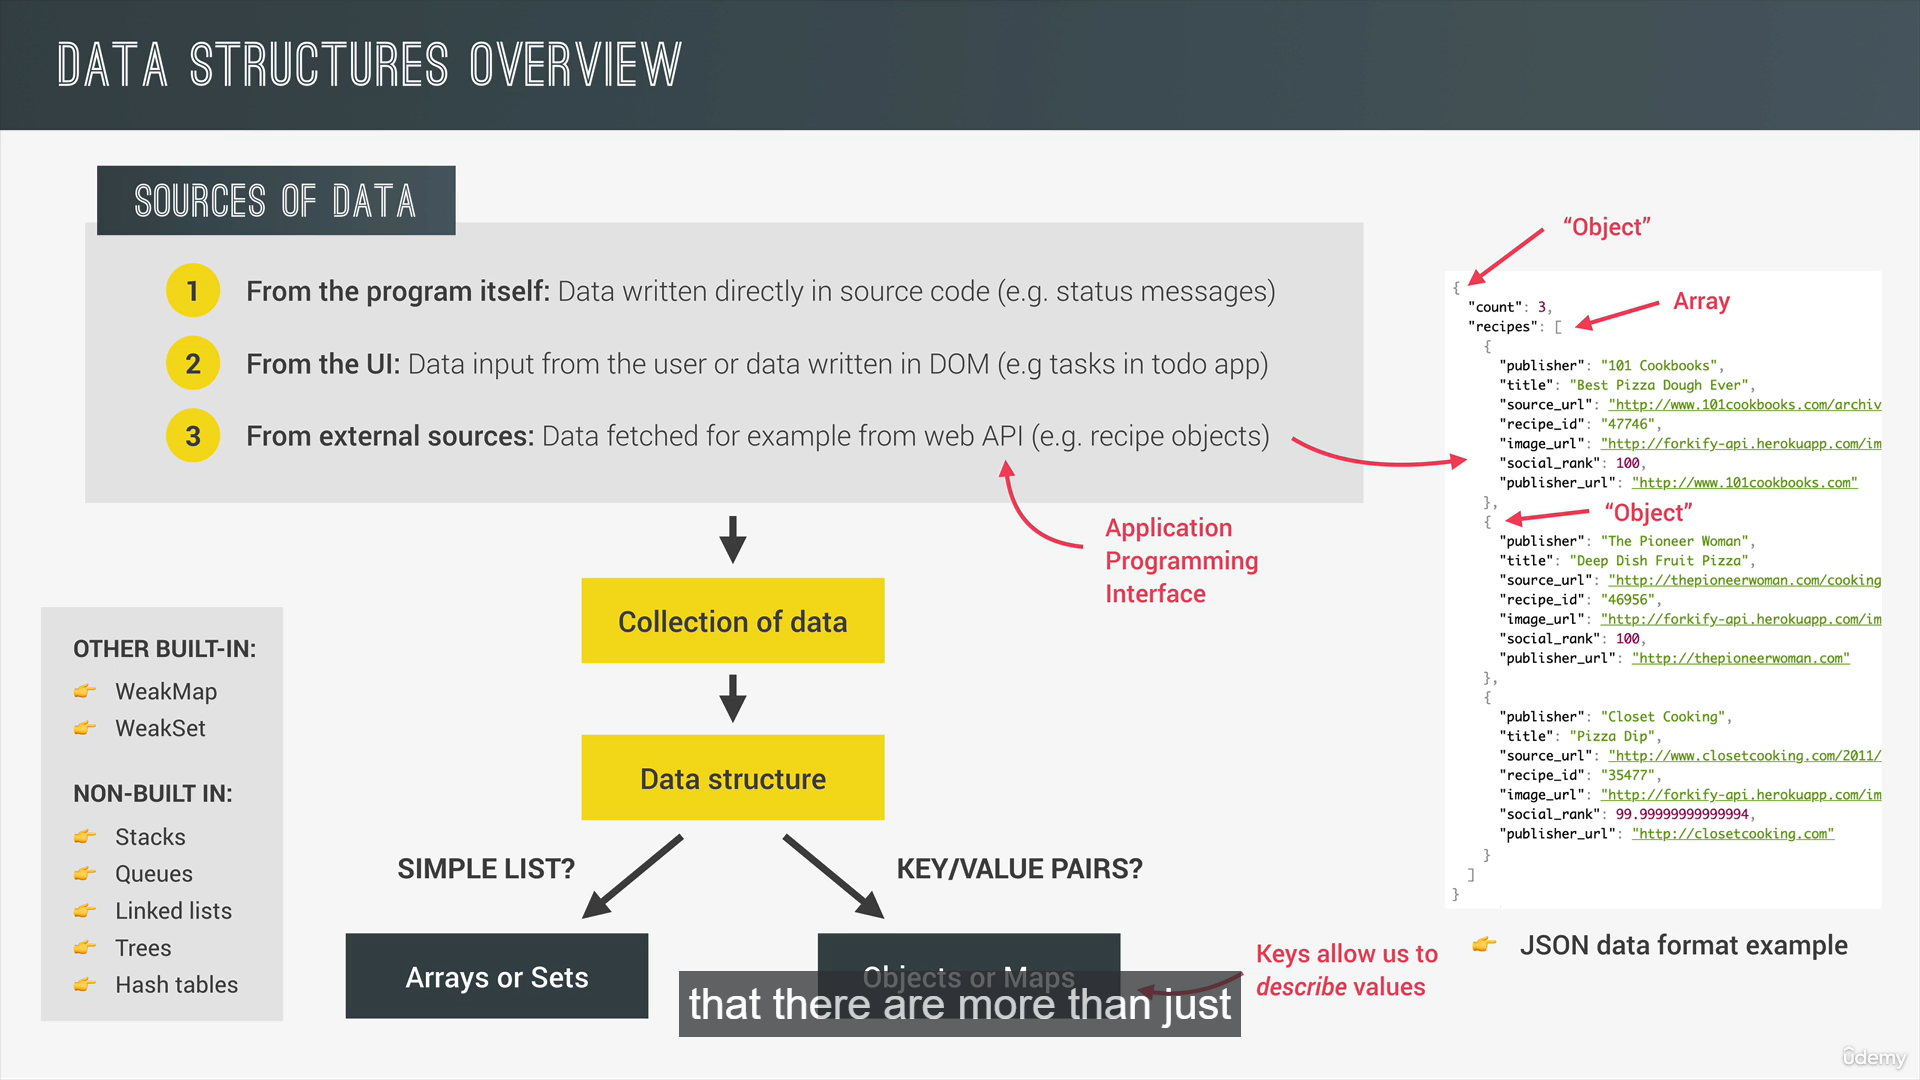 DATA STRUCTURES OVERVIEW
SOURCES OF DATA
1 From the program itself: Data written directly in source code (e.g. status messages)
2 From the UI: Data input from the user or data written in DOM (e.g tasks in todo app)
3 From external sources: Data fetched for example from web API (e.g. recipe objects)
Application
Programming
Interface
Collection of data
Data structure
SIMPLE LIST?
KEY/VALUE PAIRS?
Arrays or Sets
Objects or Maps
Keys allow us to
describe values
OTHER BUILT-IN:
👉 WeakMap
👉 WeakSet
NON-BUILT IN:
👉 Stacks
👉 Queues
👉 Linked lists
👉 Trees
👉 Hash tables
“Object”
Array
“Object”
{
"count": 3,
"recipes": [
{
"publisher": "101 Cookbooks",
"title": "Best Pizza Dough Ever",
"source_url": "http://www.101cookbooks.com/archiv
"recipe_id": "47746",
"image_url": "http://forkify-api.herokuapp.com/im
"social_rank": 100,
"publisher_url": "http://www.101cookbooks.com"
},
{
"publisher": "The Pioneer Woman",
"title": "Deep Dish Fruit Pizza",
"source_url": "http://thepioneerwoman.com/cooking
"recipe_id": "46956",
"image_url": "http://forkify-api.herokuapp.com/im
"social_rank": 100,
"publisher_url": "http://thepioneerwoman.com"
},
{
"publisher": "Closet Cooking",
"title": "Pizza Dip",
"source_url": "http://www.closetcooking.com/2011/
"recipe_id": "35477",
"image_url": "http://forkify-api.herokuapp.com/im
"social_rank": 99.99999999999994,
"publisher_url": "http://closetcooking.com"
}
]
}
👉 JSON data format example
that there are more than just
ûdemy